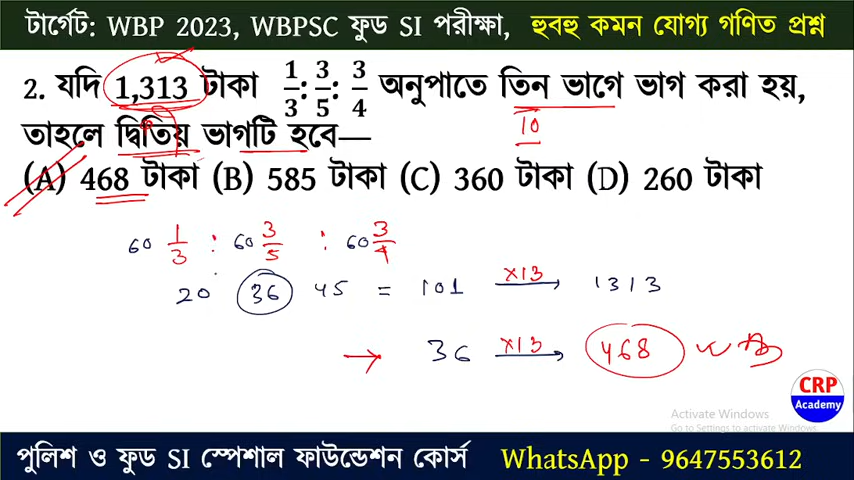 টার্গেট: WBP 2023, WBPSC ফুড SI পরীক্ষা, হুবহু কমন যোগ্য গণিত প্রশ্ন
2. যদি 1,313 টাকা 1/3 : 3/5 : 3/4 অনুপাতে তিন ভাগে ভাগ করা হয়,
তাহলে দ্বিতিয় ভাগটি হবে—
10
(A) 468 টাকা (B) 585 টাকা (C) 360 টাকা (D) 260 টাকা
60 1/3 : 60 3/5 : 60 3/4
20 36 45 = 101 ×13 → 1313
→ 36 ×13 → 468
CRP
Academy
Activate Windows
Go to Settings to activate Windows.
পুলিশ ও ফুড SI স্পেশাল ফাউন্ডেশন কোর্স WhatsApp - 9647553612